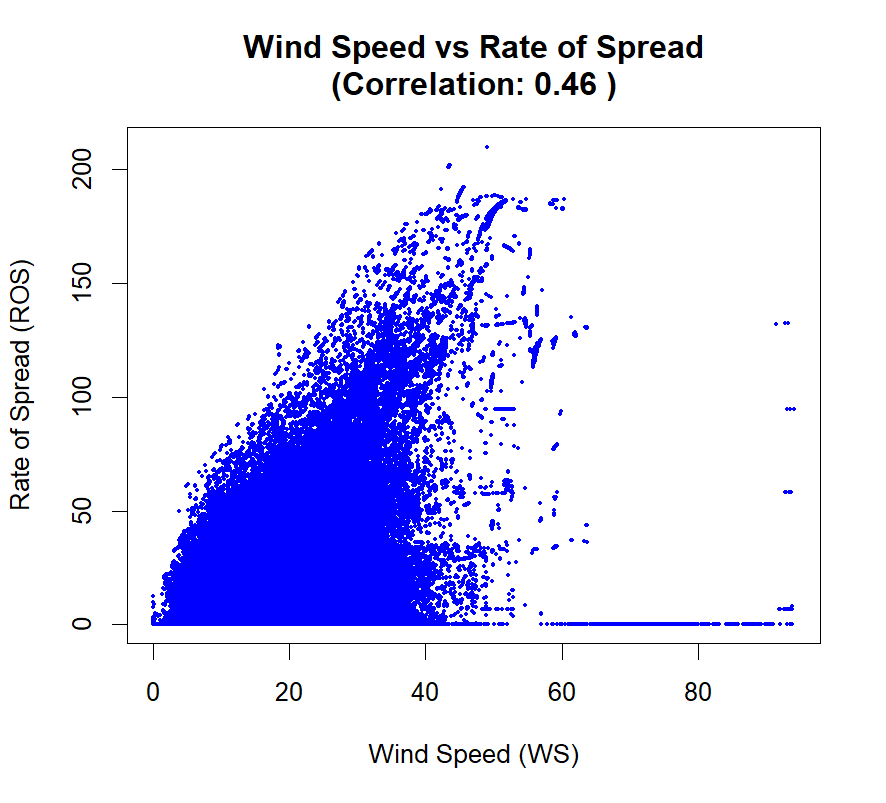 Wind Speed vs Rate of Spread
(Correlation: 0.46 )
Rate of Spread (ROS)
200
150
100
50
0
0 20 40 60 80
Wind Speed (WS)